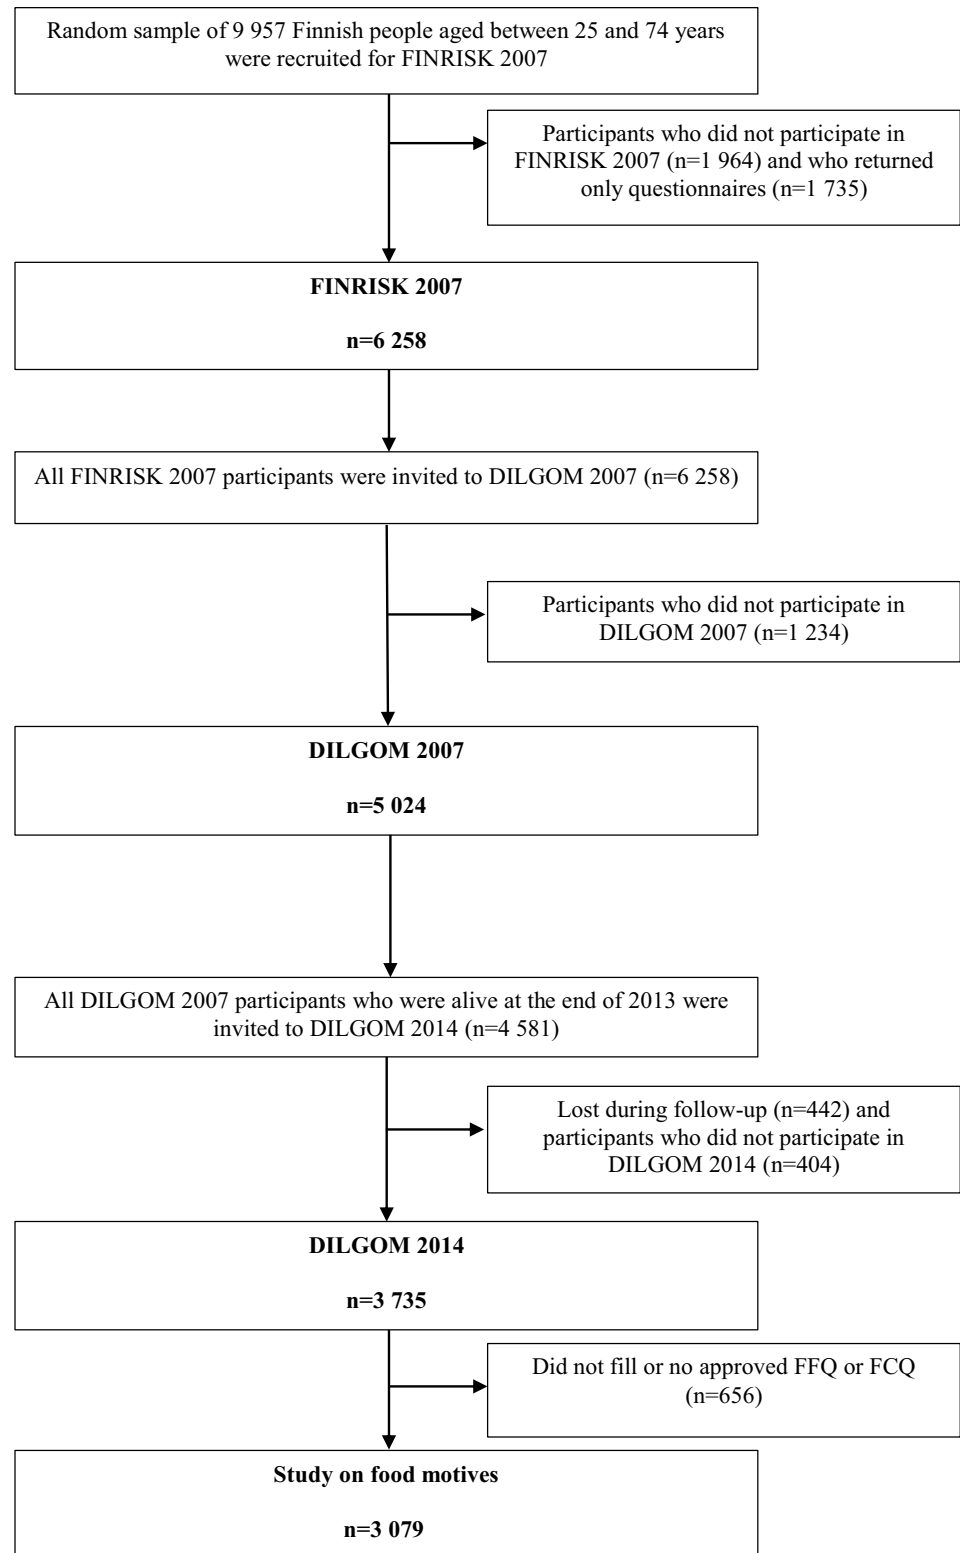 Random sample of 9 957 Finnish people aged between 25 and 74 years
were recruited for FINRISK 2007
Participants who did not participate in
FINRISK 2007 (n=1 964) and who returned
only questionnaires (n=1 735)
FINRISK 2007
n=6 258
All FINRISK 2007 participants were invited to DILGOM 2007 (n=6 258)
Participants who did not participate in
DILGOM 2007 (n=1 234)
DILGOM 2007
n=5 024
All DILGOM 2007 participants who were alive at the end of 2013 were
invited to DILGOM 2014 (n=4 581)
Lost during follow-up (n=442) and
participants who did not participate in
DILGOM 2014 (n=404)
DILGOM 2014
n=3 735
Did not fill or no approved FFQ or FCQ
(n=656)
Study on food motives
n=3 079